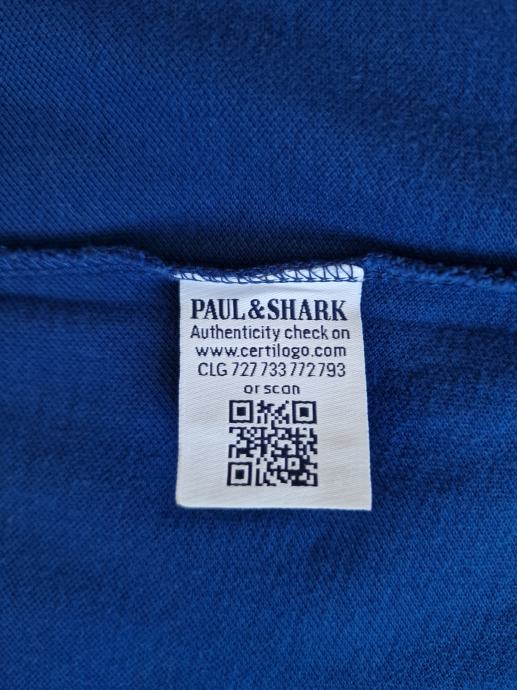 PAUL & SHARK
Authenticity check on
www.certilogo.com
CLG 727 733 772 793
or scan